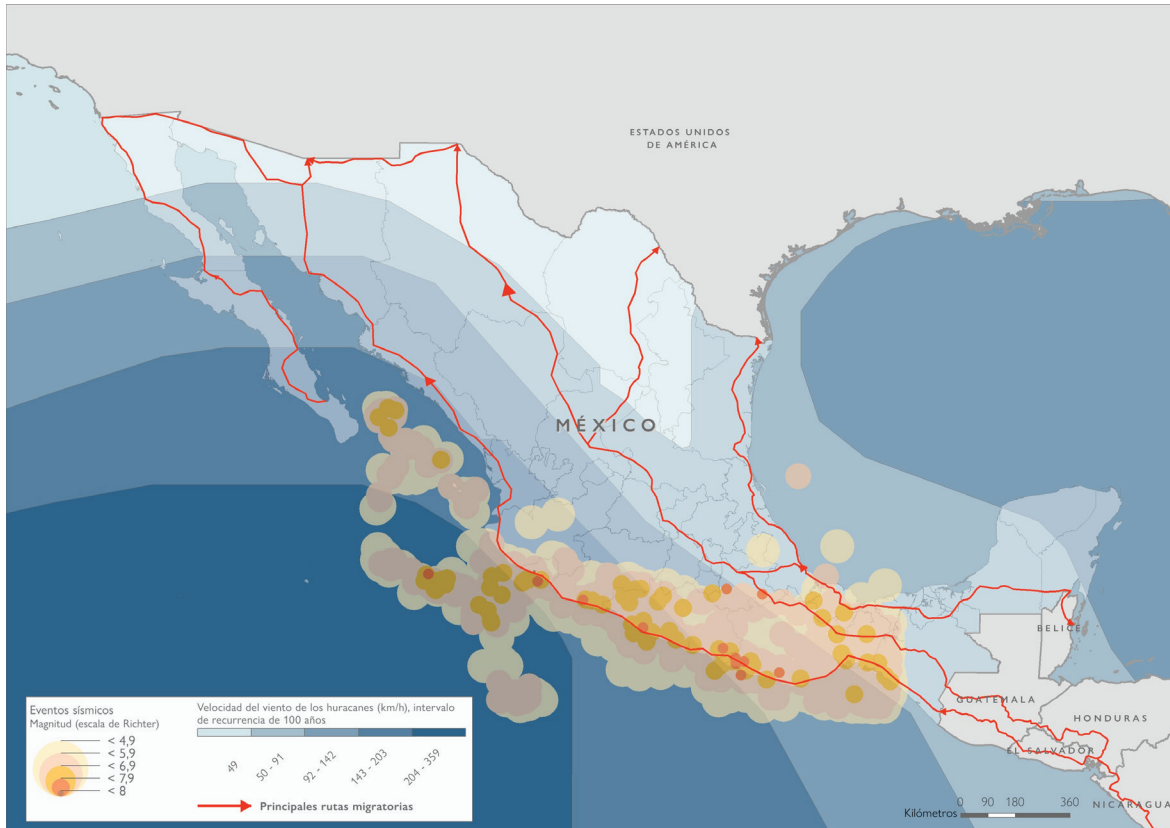 ESTADOS UNIDOS
DE AMÉRICA
MÉXICO
BELICE
GUATEMALA
HONDURAS
EL SALVADOR
NICARAGUA
Eventos sísmicos
Magnitud (escala de Richter)
< 4,9
< 5,9
< 6,9
< 7,9
< 8
Velocidad del viento de los huracanes (km/h), intervalo
de recurrencia de 100 años
49
50 - 91
92 - 142
143 - 203
204 - 359
Principales rutas migratorias
Kilómetros 0 90 180 360